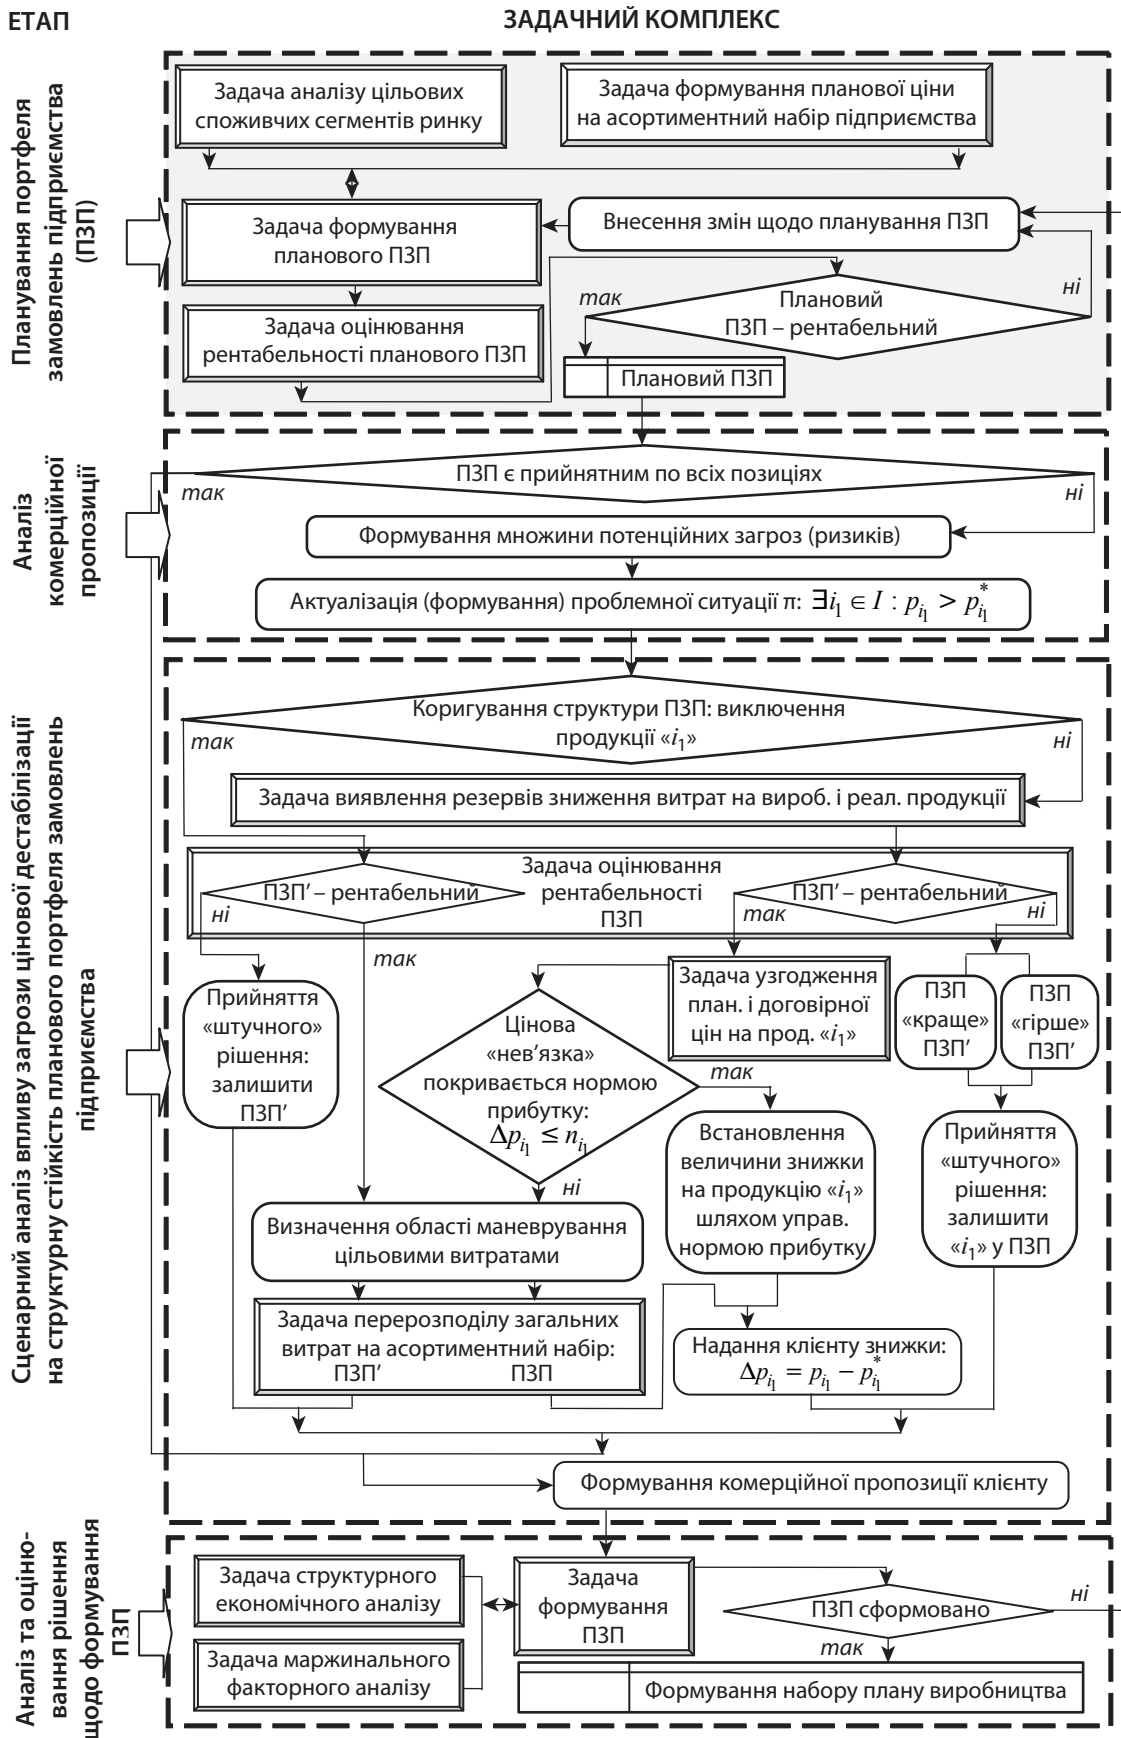 ЕТАП
ЗАДАЧНИЙ КОМПЛЕКС
Планування портфеля
замовлень підприємства
(ПЗП)
Задача аналізу цільових
споживчих сегментів ринку
Задача формування планової ціни
на асортиментний набір підприємства
Задача формування
планового ПЗП
Внесення змін щодо планування ПЗП
Задача оцінювання
рентабельності планового ПЗП
так
Плановий
ПЗП – рентабельний
ні
Плановий ПЗП
Аналіз
комерційної
пропозиції
ПЗП є прийнятним по всіх позиціях
так
ні
Формування множини потенційних загроз (ризиків)
Актуалізація (формування) проблемної ситуації π: ∃i₁ ∈ I : p_{i₁} > p*_{i₁}
Сценарний аналіз впливу загрози цінової дестабілізації
на структурну стійкість планового портфеля замовлень
підприємства
Коригування структури ПЗП: виключення
продукції «i₁»
так
ні
Задача виявлення резервів зниження витрат на вироб. і реал. продукції
Задача оцінювання
рентабельності
ПЗП
ПЗП′ – рентабельний
ні
так
ПЗП′ – рентабельний
так
ні
Прийняття
«штучного»
рішення:
залишити
ПЗП′
Цінова
«нев’язка»
покривається нормою
прибутку:
Δp_{i₁} ≤ n_{i₁}
так
ні
Задача узгодження
план. і договірної
цін на прод. «i₁»
ПЗП
«краще»
ПЗП′
ПЗП
«гірше»
ПЗП′
Встановлення
величини знижки
на продукцію «i₁»
шляхом управ.
нормою прибутку
Прийняття
«штучного»
рішення:
залишити
«i₁» у ПЗП
Визначення області маневрування
цільовими витратами
Задача перерозподілу загальних
витрат на асортиментний набір:
ПЗП′ ПЗП
Надання клієнту знижки:
Δp_{i₁} = p_{i₁} − p*_{i₁}
Формування комерційної пропозиції клієнту
Аналіз та оціню-
вання рішення
щодо формування
ПЗП
Задача структурного
економічного аналізу
Задача маржинального
факторного аналізу
Задача
формування
ПЗП
ПЗП сформовано
ні
так
Формування набору плану виробництва